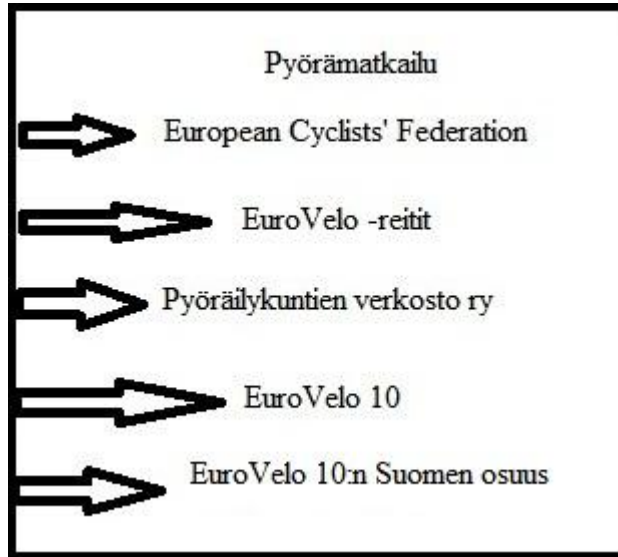 Pyörämatkailu
European Cyclists' Federation
EuroVelo -reitit
Pyöräilykuntien verkosto ry
EuroVelo 10
EuroVelo 10:n Suomen osuus